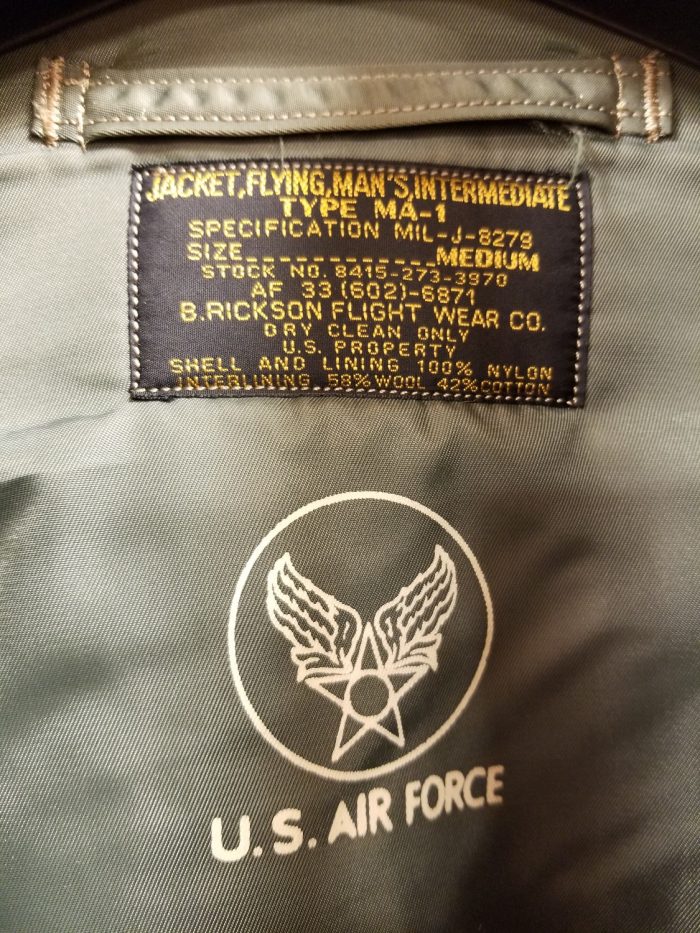 JACKET,FLYING,MAN'S,INTERMEDIATE
TYPE MA-1
SPECIFICATION MIL-J-8279
SIZE_ _ _ _ _ _ _ _ _ _ _ _MEDIUM
STOCK NO. 8415-273-3970
AF 33 (602)-6871
B.RICKSON FLIGHT WEAR CO.
DRY CLEAN ONLY
U.S. PROPERTY
SHELL AND LINING 100% NYLON
INTERLINING 58% WOOL 42% COTTON
U.S. AIR FORCE